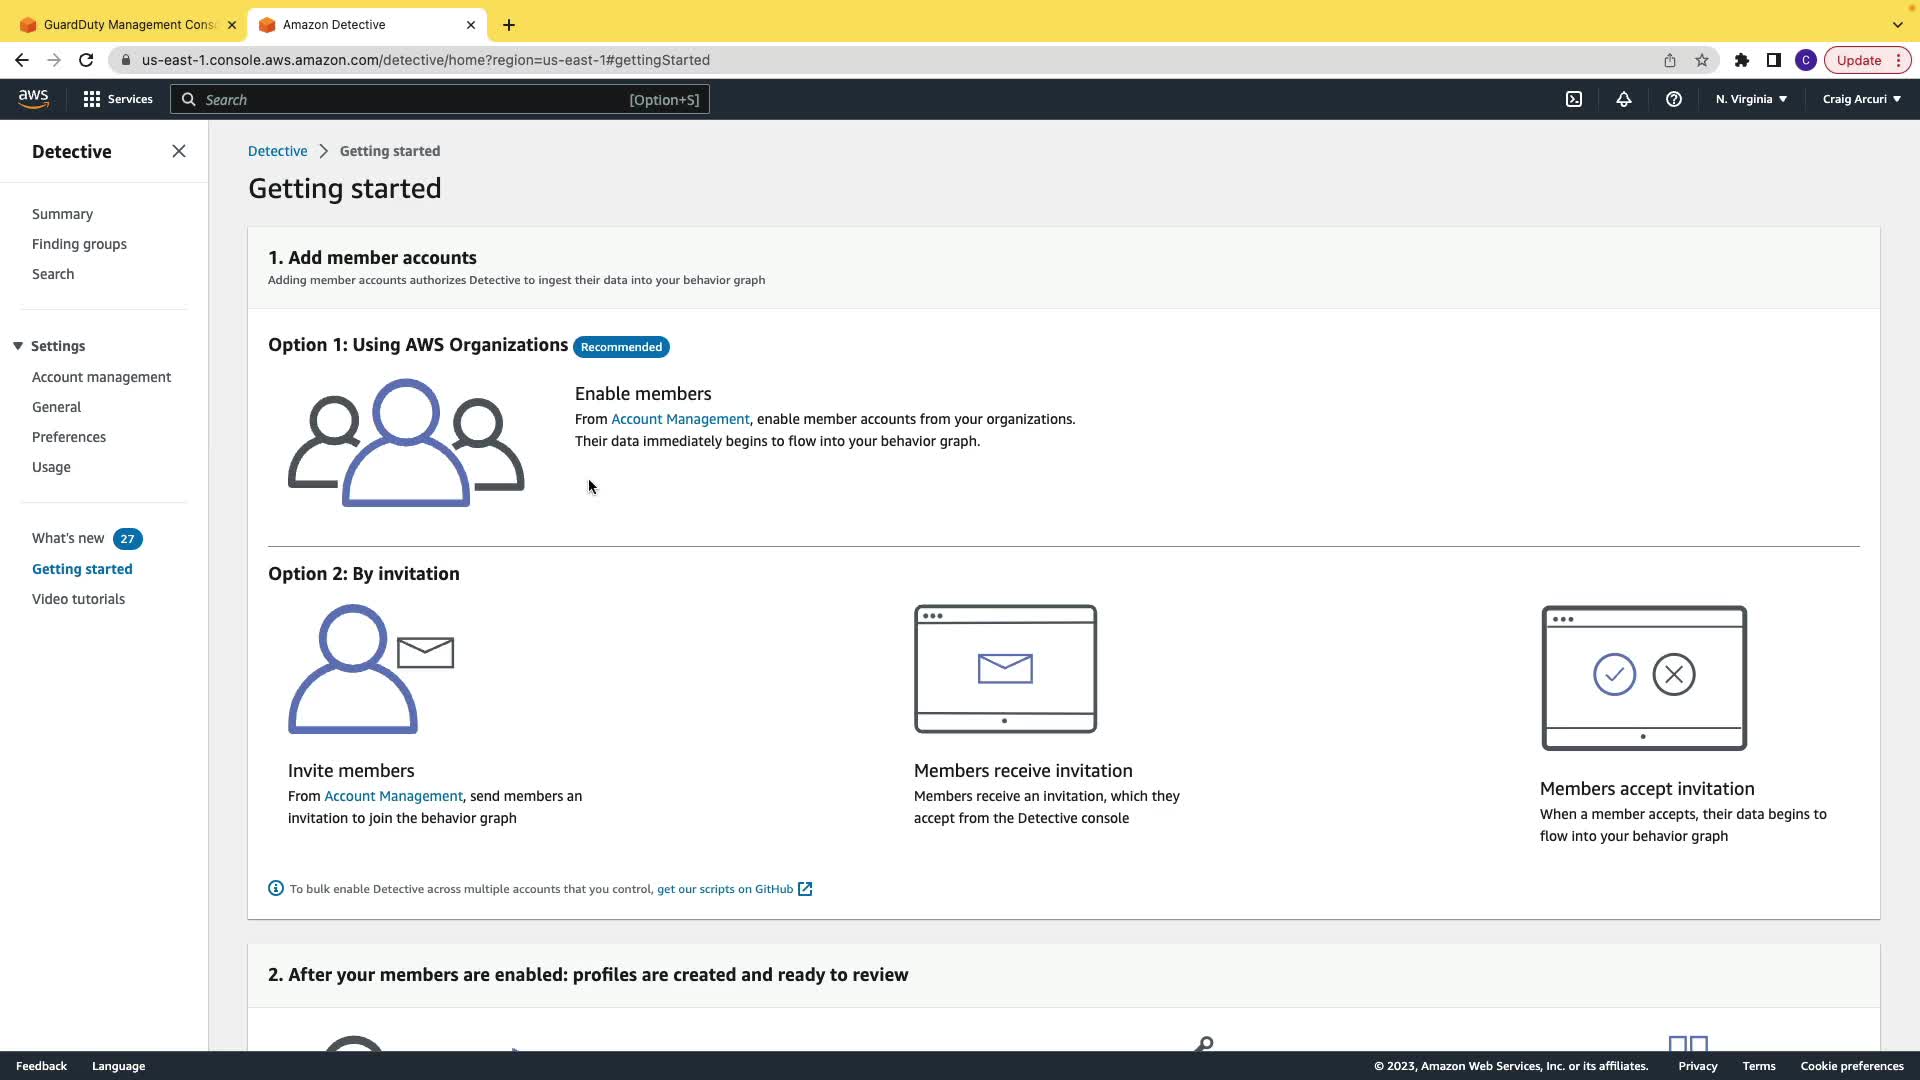 GuardDuty Management Cons
Amazon Detective
us-east-1.console.aws.amazon.com/detective/home?region=us-east-1#gettingStarted
C
Update
aws
Services
Search
[Option+S]
N. Virginia
Craig Arcuri
Detective
Summary
Finding groups
Search
Settings
Account management
General
Preferences
Usage
What's new 27
Getting started
Video tutorials
Detective > Getting started
Getting started
1. Add member accounts
Adding member accounts authorizes Detective to ingest their data into your behavior graph
Option 1: Using AWS Organizations Recommended
Enable members
From Account Management, enable member accounts from your organizations.
Their data immediately begins to flow into your behavior graph.
Option 2: By invitation
Invite members
From Account Management, send members an
invitation to join the behavior graph
Members receive invitation
Members receive an invitation, which they
accept from the Detective console
Members accept invitation
When a member accepts, their data begins to
flow into your behavior graph
To bulk enable Detective across multiple accounts that you control, get our scripts on GitHub
2. After your members are enabled: profiles are created and ready to review
Feedback
Language
© 2023, Amazon Web Services, Inc. or its affiliates.
Privacy
Terms
Cookie preferences